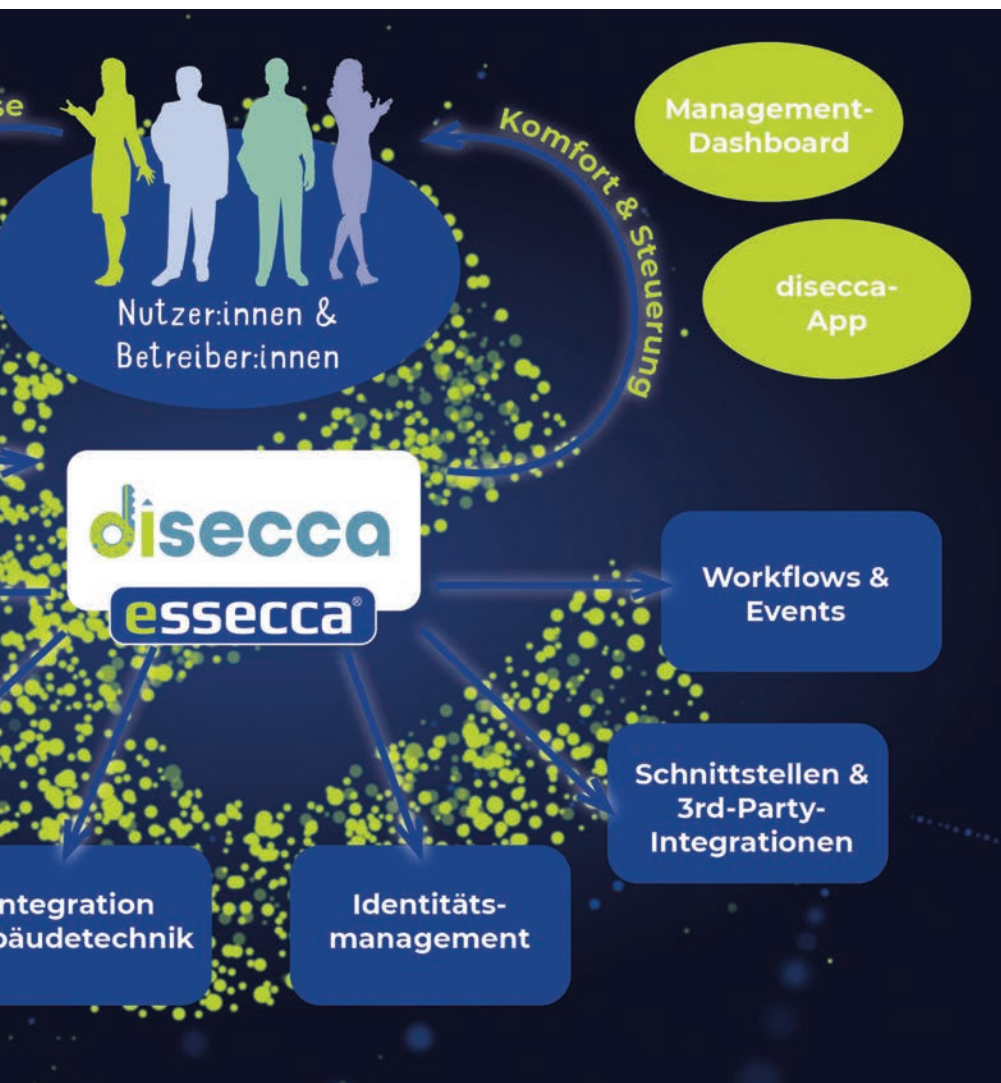 se
Komfort & Steuerung
Management-
Dashboard
disecca-
App
Nutzer:innen &
Betreiber:innen
disecca
essecca®
Workflows &
Events
Schnittstellen &
3rd-Party-
Integrationen
ntegration
bäudetechnik
Identitäts-
management